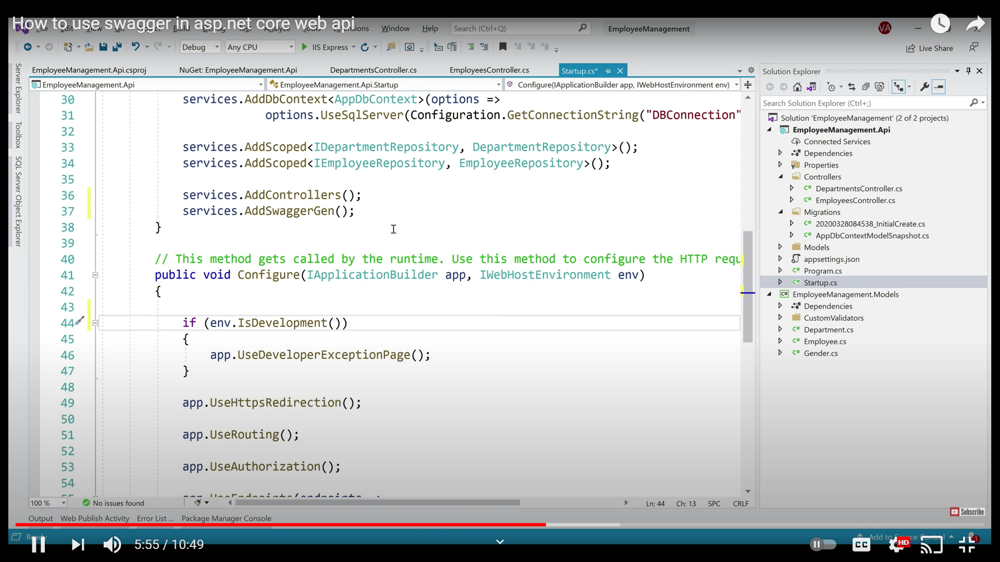 How to use swagger in asp.net core web api
Window Help Search (Ctrl+Q) EmployeeManagement VA
Debug Any CPU IIS Express Live Share
EmployeeManagement.Api.csproj NuGet: EmployeeManagement.Api DepartmentsController.cs EmployeesController.cs Startup.cs*
EmployeeManagement.Api EmployeeManagement.Api.Startup Configure(IApplicationBuilder app, IWebHostEnvironment env)
Server Explorer
Toolbox
SQL Server Object Explorer
30 services.AddDbContext<AppDbContext>(options =>
31 options.UseSqlServer(Configuration.GetConnectionString("DBConnection"
32
33 services.AddScoped<IDepartmentRepository, DepartmentRepository>();
34 services.AddScoped<IEmployeeRepository, EmployeeRepository>();
35
36 services.AddControllers();
37 services.AddSwaggerGen();
38 }
39
40 // This method gets called by the runtime. Use this method to configure the HTTP requ
41 public void Configure(IApplicationBuilder app, IWebHostEnvironment env)
42 {
43
44 if (env.IsDevelopment())
45 {
46 app.UseDeveloperExceptionPage();
47 }
48
49 app.UseHttpsRedirection();
50
51 app.UseRouting();
52
53 app.UseAuthorization();
54
100 % No issues found Ln: 44 Ch: 13 SPC CRLF
Output Web Publish Activity Error List ... Package Manager Console
Solution Explorer
Search Solution Explorer (Ctrl+;)
Solution 'EmployeeManagement' (2 of 2 projects)
EmployeeManagement.Api
Connected Services
Dependencies
Properties
Controllers
C# DepartmentsController.cs
C# EmployeesController.cs
Migrations
C# 20200328084538_InitialCreate.cs
C# AppDbContextModelSnapshot.cs
Models
appsettings.json
C# Program.cs
C# Startup.cs
C# EmployeeManagement.Models
Dependencies
CustomValidators
C# Department.cs
C# Employee.cs
C# Gender.cs
Subscribe
Ready Add to Source Control 1
5:55 / 10:49 CC HD